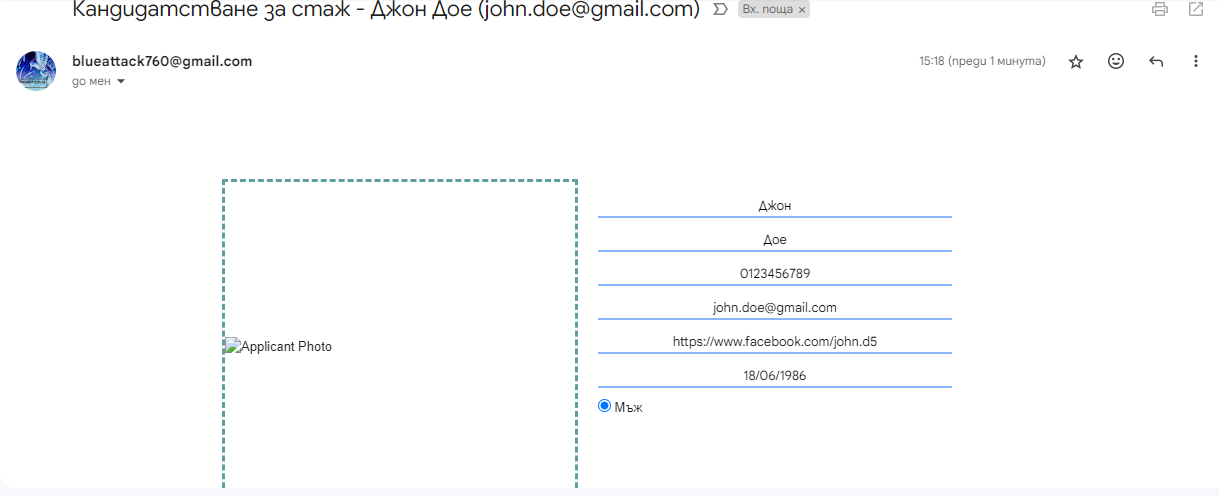 Кандидатстване за стаж - Джон Дое (john.doe@gmail.com) Вх. поща ×
blueattack760@gmail.com 15:18 (преди 1 минута)
до мен
Джон
Дое
0123456789
john.doe@gmail.com
Applicant Photo https://www.facebook.com/john.d5
18/06/1986
Мъж